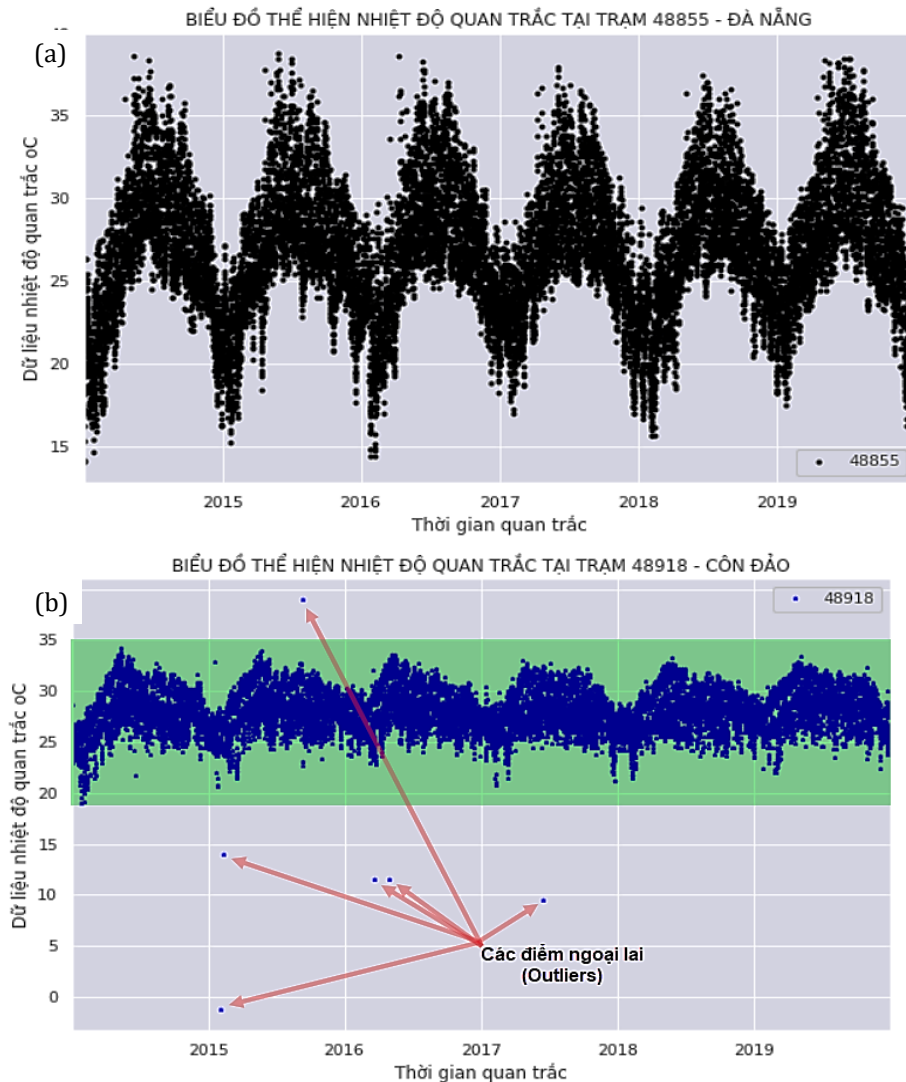 BIỂU ĐỒ THỂ HIỆN NHIỆT ĐỘ QUAN TRẮC TẠI TRẠM 48855 - ĐÀ NẴNG
(a)
35
30
25
20
15
Dữ liệu nhiệt độ quan trắc oC
48855
2015 2016 2017 2018 2019
Thời gian quan trắc
BIỂU ĐỒ THỂ HIỆN NHIỆT ĐỘ QUAN TRẮC TẠI TRẠM 48918 - CÔN ĐẢO
(b)
48918
35
30
25
20
15
10
5
0
Dữ liệu nhiệt độ quan trắc oC
Các điểm ngoại lai
(Outliers)
2015 2016 2017 2018 2019
Thời gian quan trắc